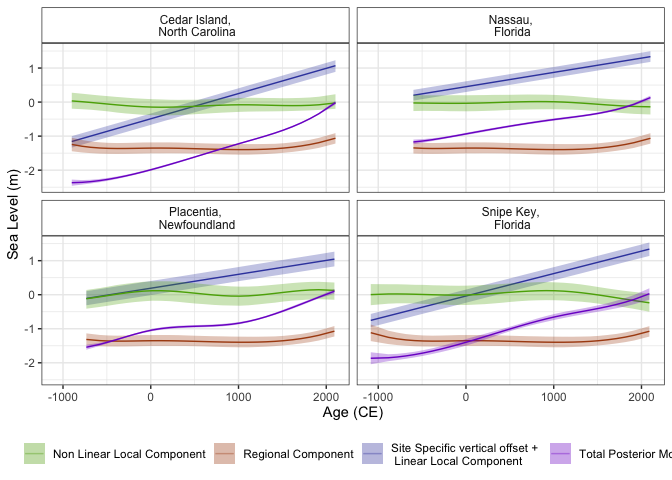 Cedar Island,
North Carolina
Nassau,
Florida
1
0
-1
-2
Placentia,
Newfoundland
Snipe Key,
Florida
1
0
-1
-2
Sea Level (m)
-1000
0
1000
2000
-1000
0
1000
2000
Age (CE)
Non Linear Local Component
Regional Component
Site Specific vertical offset +
Linear Local Component
Total Posterior Mo